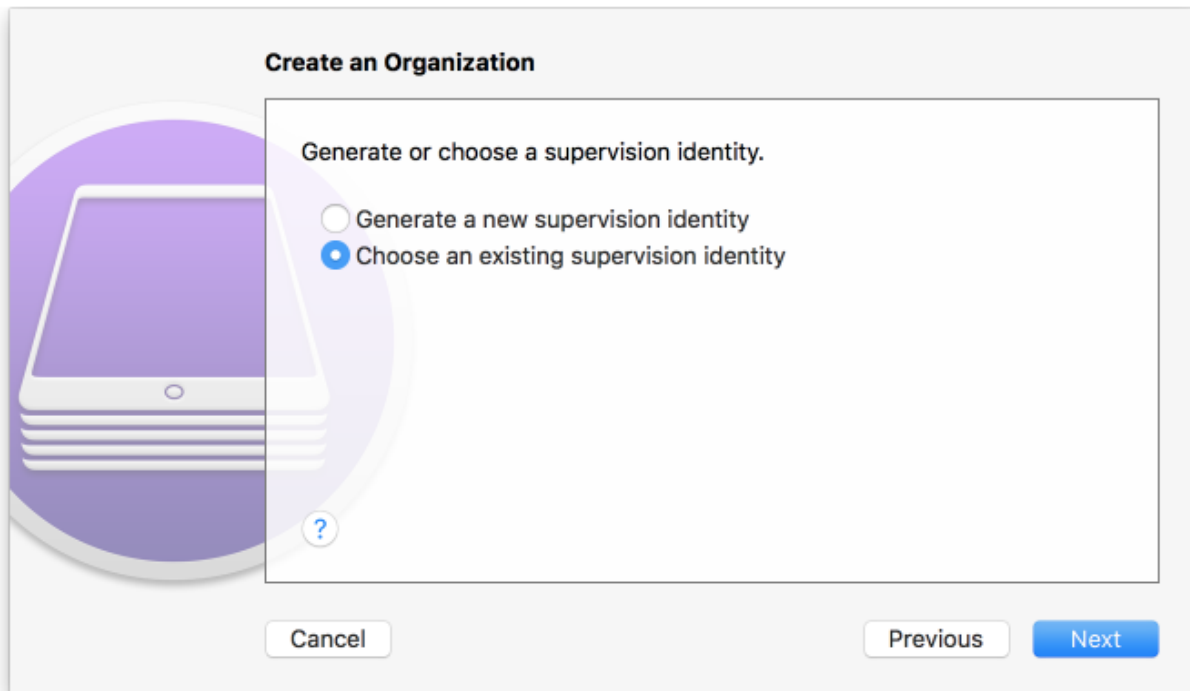 Create an Organization
Generate or choose a supervision identity.
Generate a new supervision identity
Choose an existing supervision identity
?
Cancel
Previous
Next